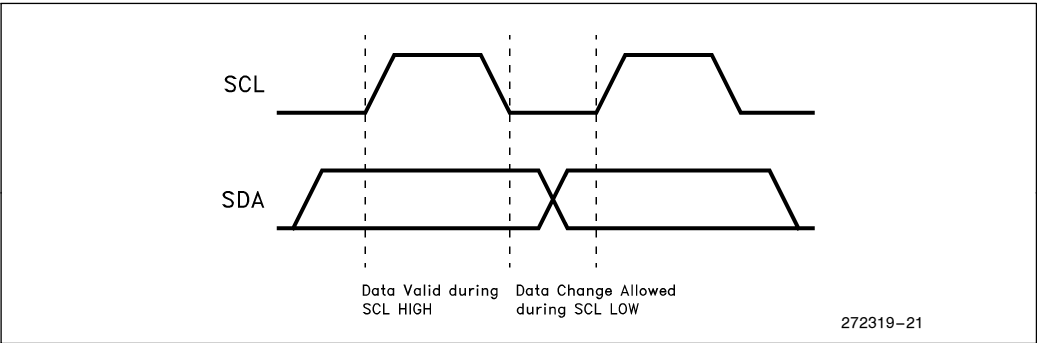 SCL
SDA
Data Valid during
SCL HIGH
Data Change Allowed
during SCL LOW
272319–21